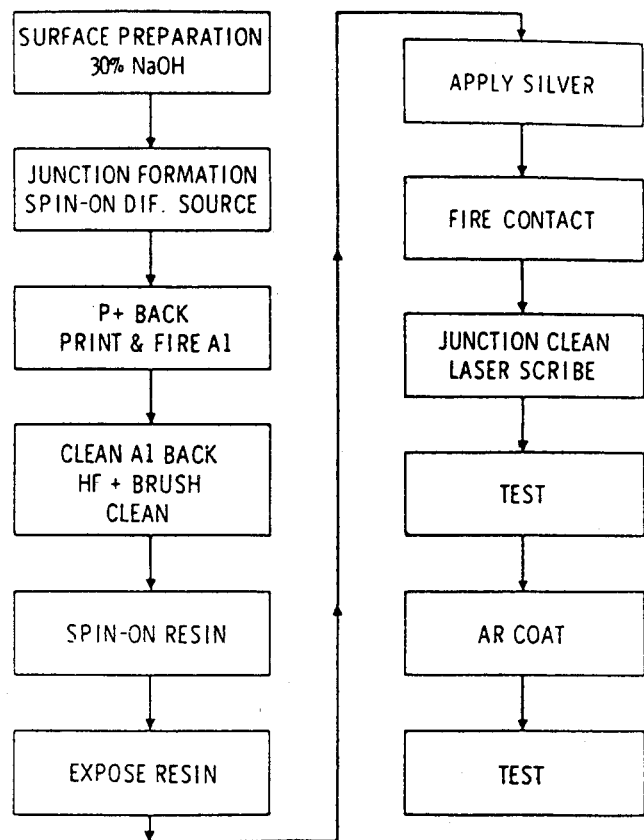 SURFACE PREPARATION
30% NaOH
JUNCTION FORMATION
SPIN-ON DIF. SOURCE
P+ BACK
PRINT & FIRE Al
CLEAN Al BACK
HF + BRUSH
CLEAN
SPIN-ON RESIN
EXPOSE RESIN
APPLY SILVER
FIRE CONTACT
JUNCTION CLEAN
LASER SCRIBE
TEST
AR COAT
TEST